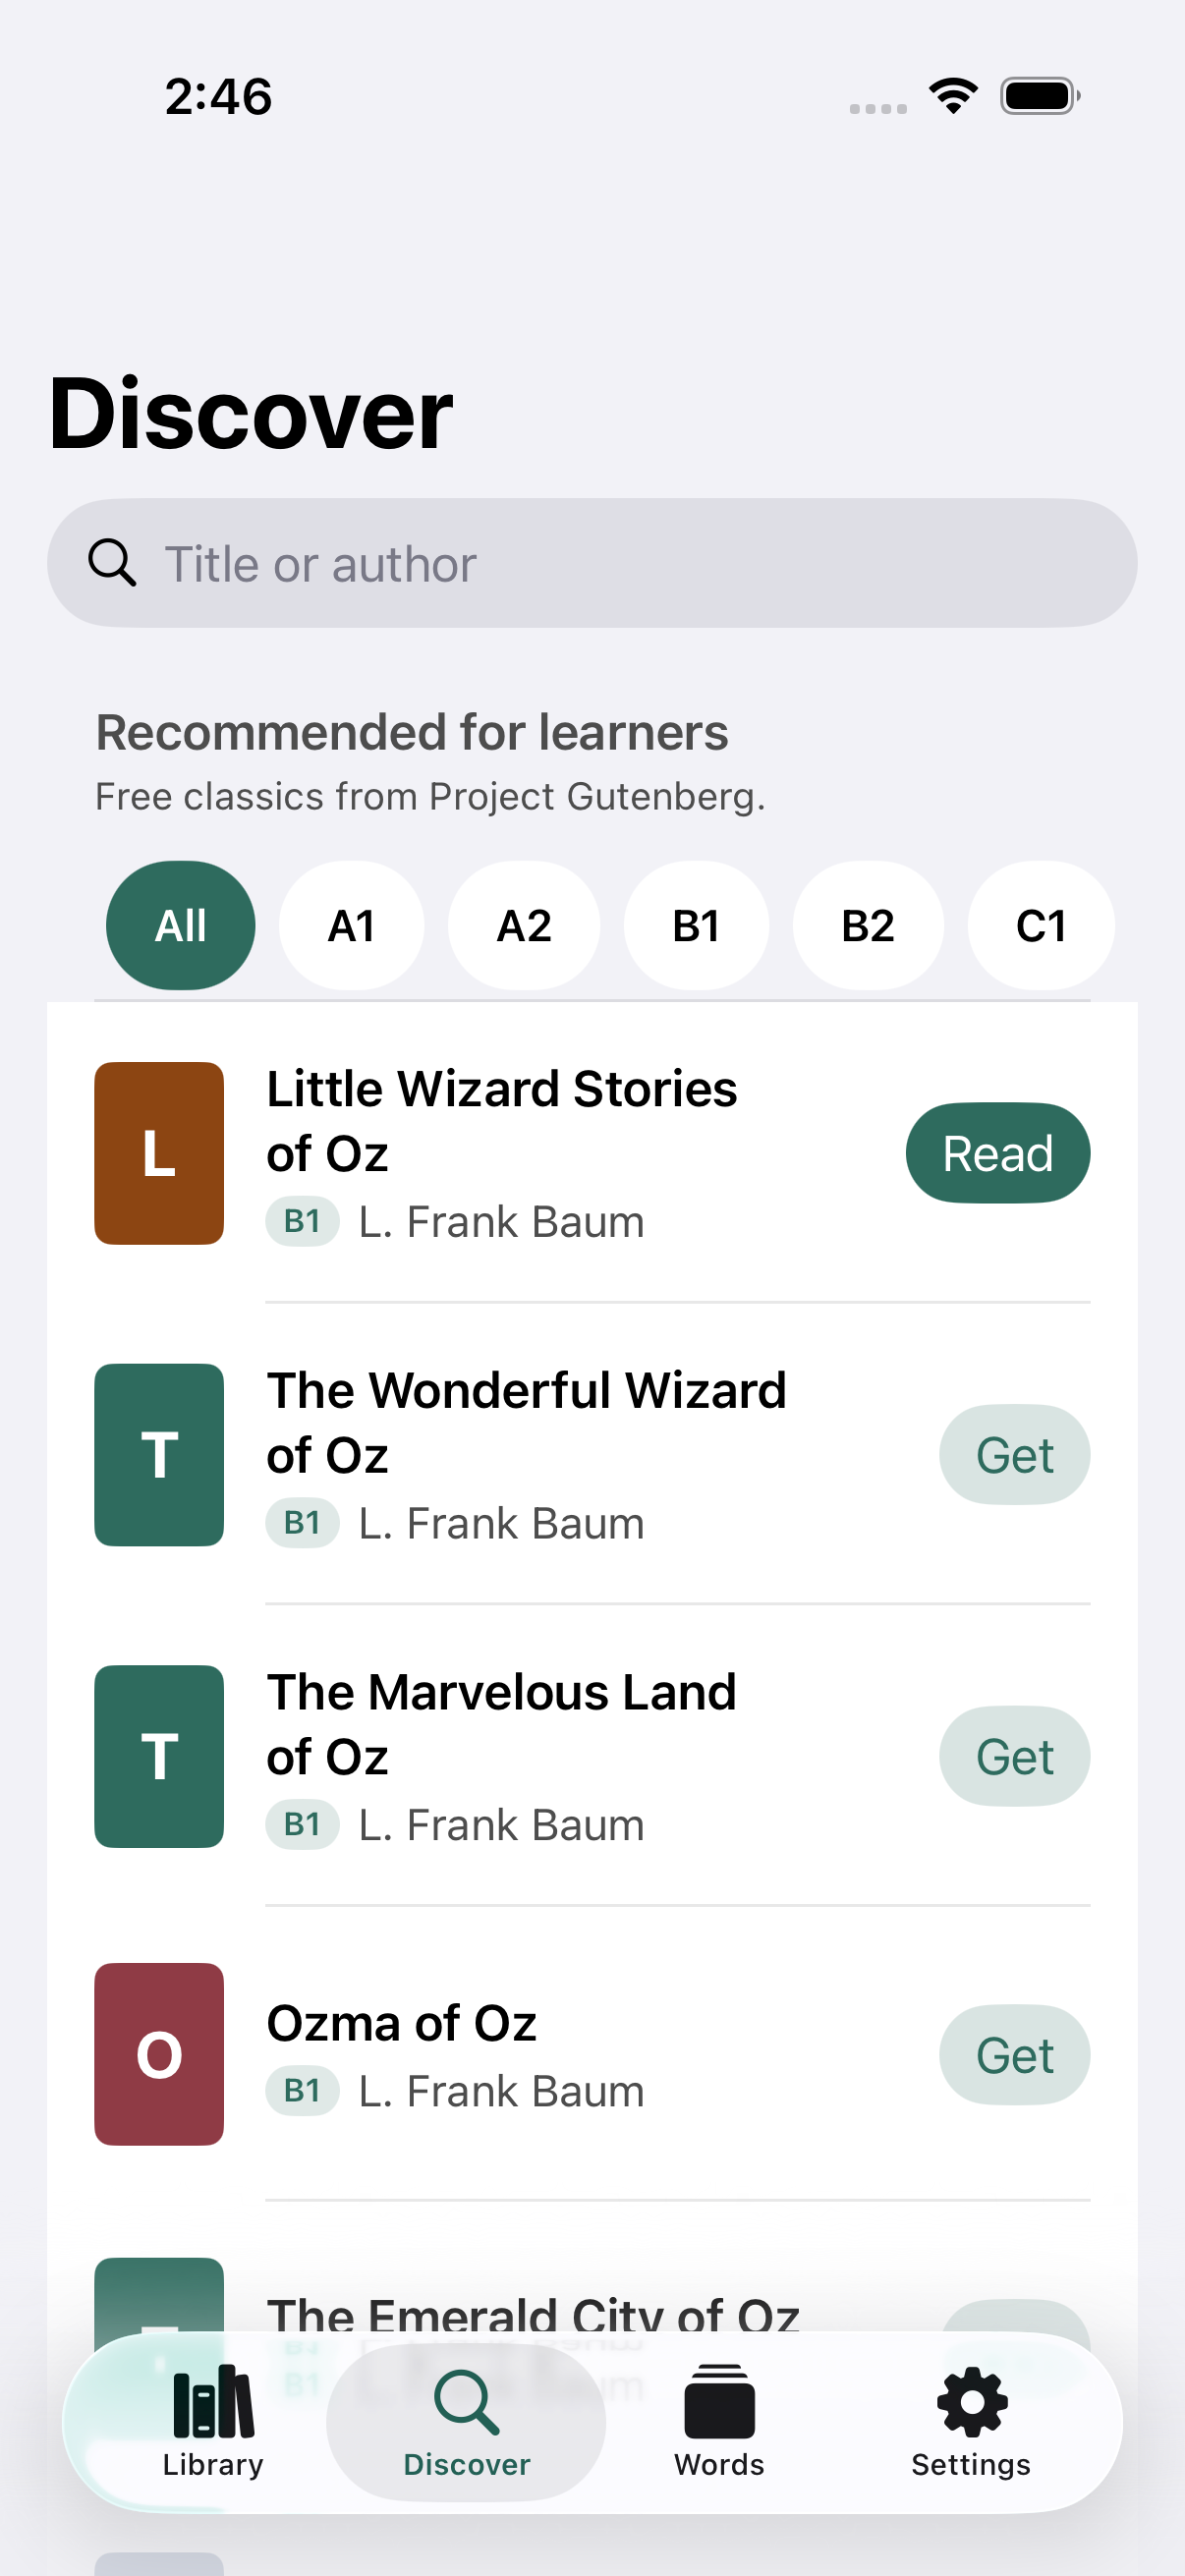 2:46
Discover
Title or author
Recommended for learners
Free classics from Project Gutenberg.
All A1 A2 B1 B2 C1
L
Little Wizard Stories
of Oz
B1 L. Frank Baum
Read
T
The Wonderful Wizard
of Oz
B1 L. Frank Baum
Get
T
The Marvelous Land
of Oz
B1 L. Frank Baum
Get
O
Ozma of Oz
B1 L. Frank Baum
Get
The Emerald City of Oz
Library Discover Words Settings